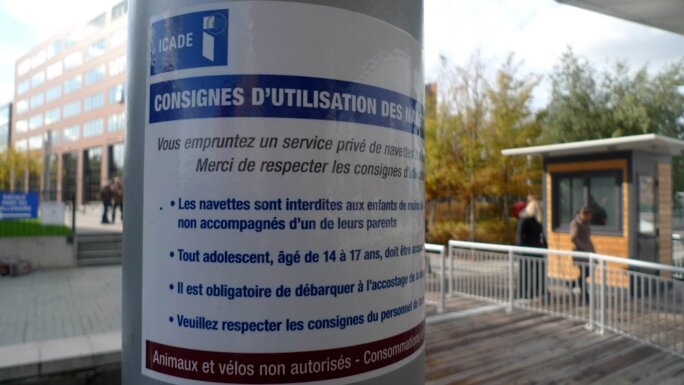 ICADE
CONSIGNES D'UTILISATION DES
Vous empruntez un service privé de navettes
Merci de respecter les consignes
• Les navettes sont interdites aux enfants de moins
non accompagnés d'un de leurs parents
• Tout adolescent, âgé de 14 à 17 ans, doit être
• Il est obligatoire de débarquer à l'accostage de la
• Veuillez respecter les consignes du personnel de
Animaux et vélos non autorisés - Consommations